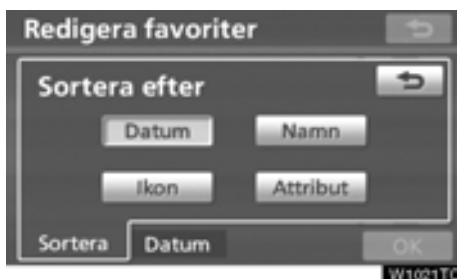 Redigera favoriter
Sortera efter
Datum Namn
Ikon Attribut
Sortera Datum OK
W1021TC